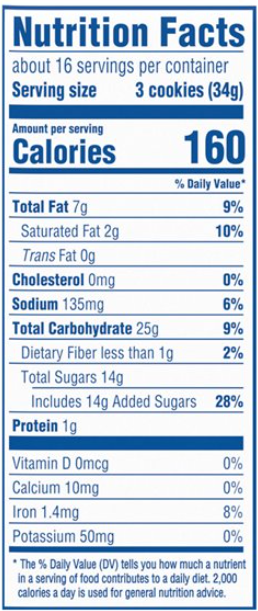 Nutrition Facts
about 16 servings per container
Serving size 3 cookies (34g)
Amount per serving
Calories 160
% Daily Value*
Total Fat 7g 9%
Saturated Fat 2g 10%
Trans Fat 0g
Cholesterol 0mg 0%
Sodium 135mg 6%
Total Carbohydrate 25g 9%
Dietary Fiber less than 1g 2%
Total Sugars 14g
Includes 14g Added Sugars 28%
Protein 1g
Vitamin D 0mcg 0%
Calcium 10mg 0%
Iron 1.4mg 8%
Potassium 50mg 0%
* The % Daily Value (DV) tells you how much a nutrient
in a serving of food contributes to a daily diet. 2,000
calories a day is used for general nutrition advice.